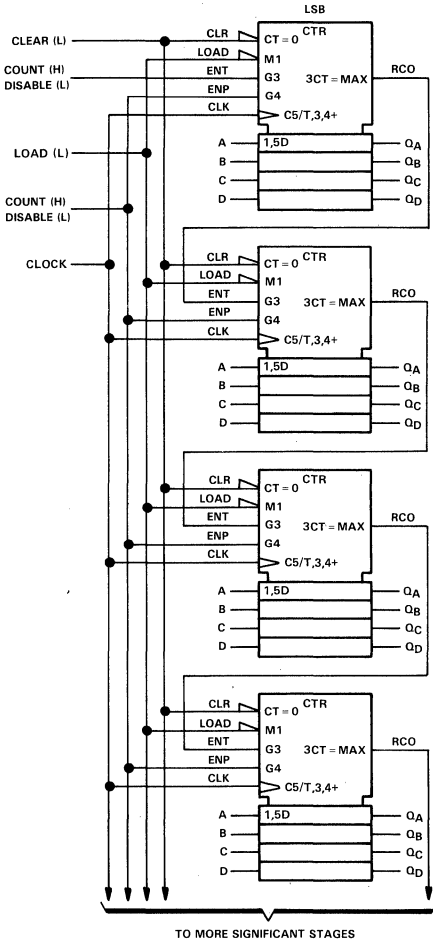 LSB
CLEAR (L)
CLR
CT = 0
CTR
LOAD
M1
COUNT (H)
DISABLE (L)
ENT
G3
3CT = MAX
RCO
ENP
G4
CLK
C5/T,3,4+
LOAD (L)
A
1,5D
QA
B
QB
C
QC
D
QD
COUNT (H)
DISABLE (L)
CLOCK
CLR
CT = 0
CTR
LOAD
M1
ENT
G3
3CT = MAX
RCO
ENP
G4
CLK
C5/T,3,4+
A
1,5D
QA
B
QB
C
QC
D
QD
CLR
CT = 0
CTR
LOAD
M1
ENT
G3
3CT = MAX
RCO
ENP
G4
CLK
C5/T,3,4+
A
1,5D
QA
B
QB
C
QC
D
QD
CLR
CT = 0
CTR
LOAD
M1
ENT
G3
3CT = MAX
RCO
ENP
G4
CLK
C5/T,3,4+
A
1,5D
QA
B
QB
C
QC
D
QD
TO MORE SIGNIFICANT STAGES